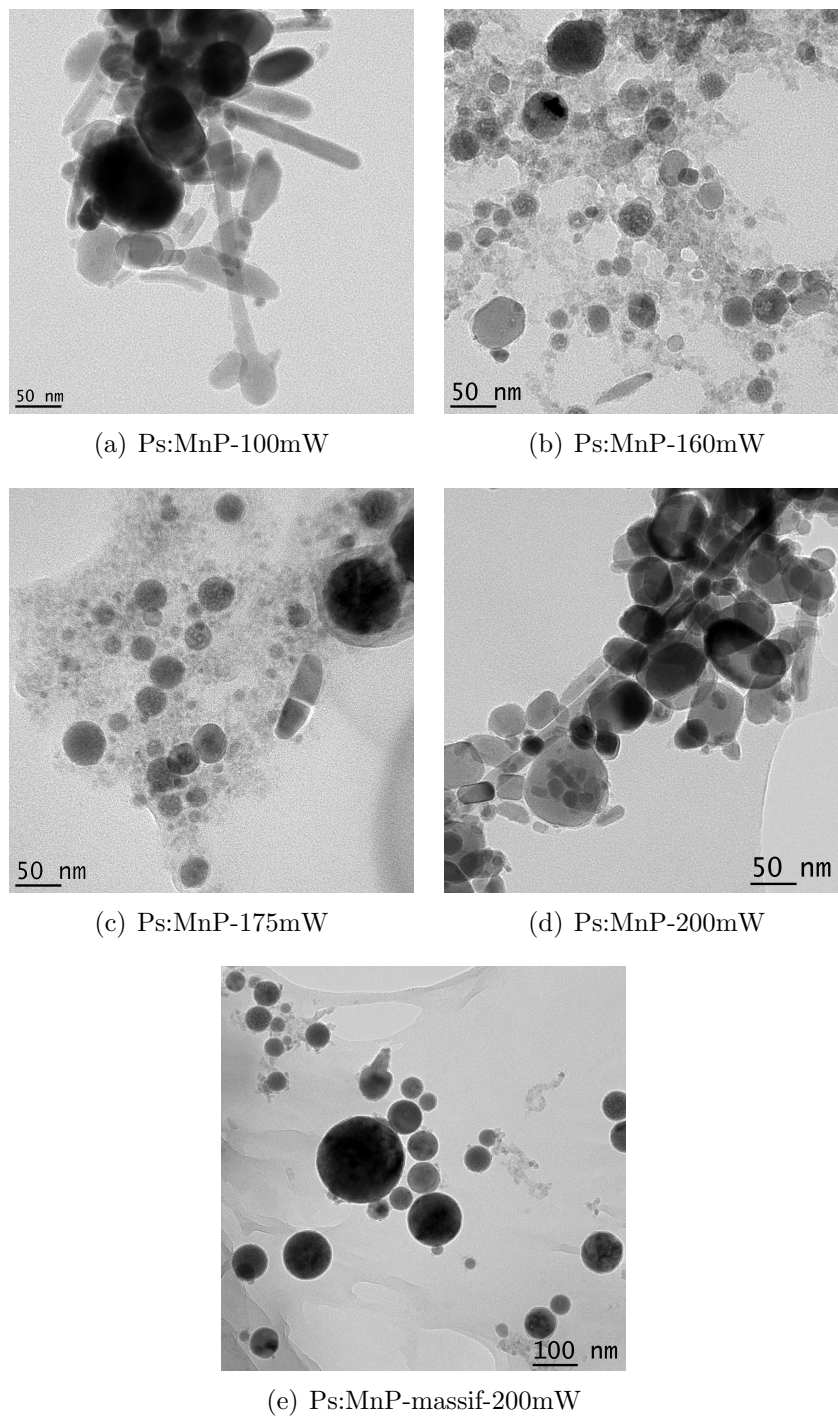 50 nm
50 nm
(a) Ps:MnP-100mW
(b) Ps:MnP-160mW
50 nm
50 nm
(c) Ps:MnP-175mW
(d) Ps:MnP-200mW
100 nm
(e) Ps:MnP-massif-200mW